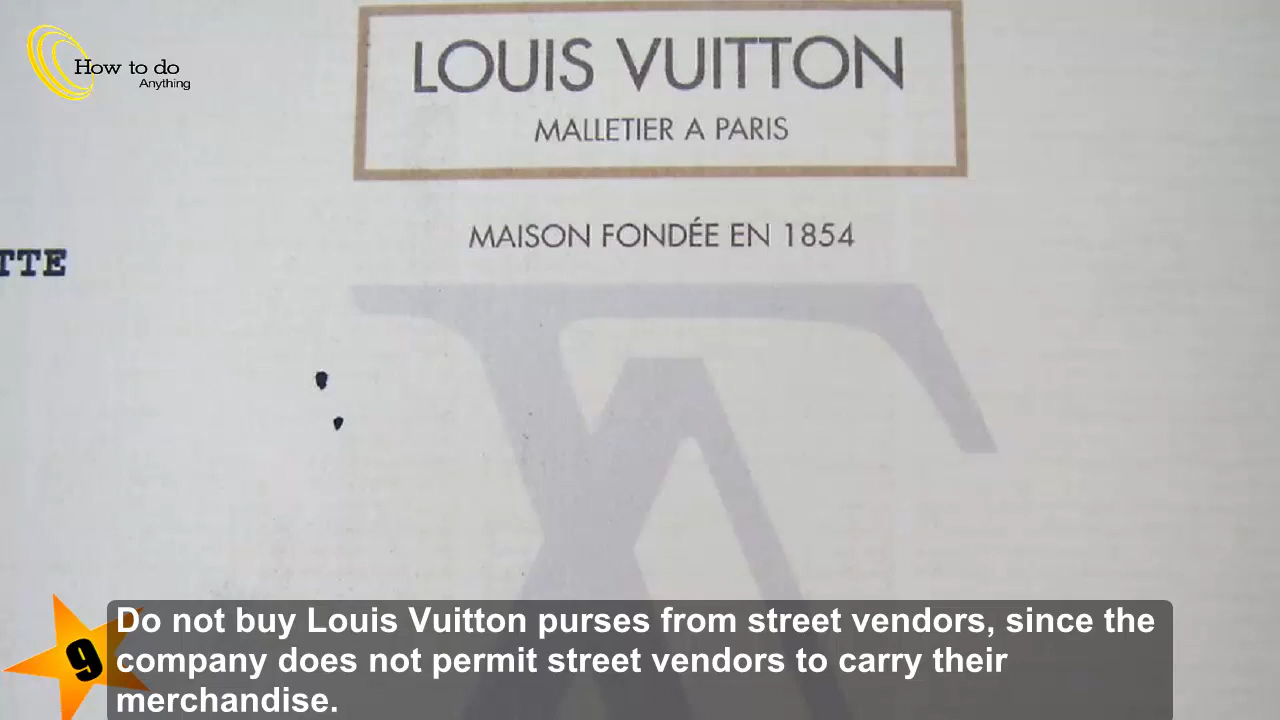 How to do
Anything
LOUIS VUITTON
MALLETIER A PARIS
MAISON FONDÉE EN 1854
TTE
9
Do not buy Louis Vuitton purses from street vendors, since the
company does not permit street vendors to carry their
merchandise.